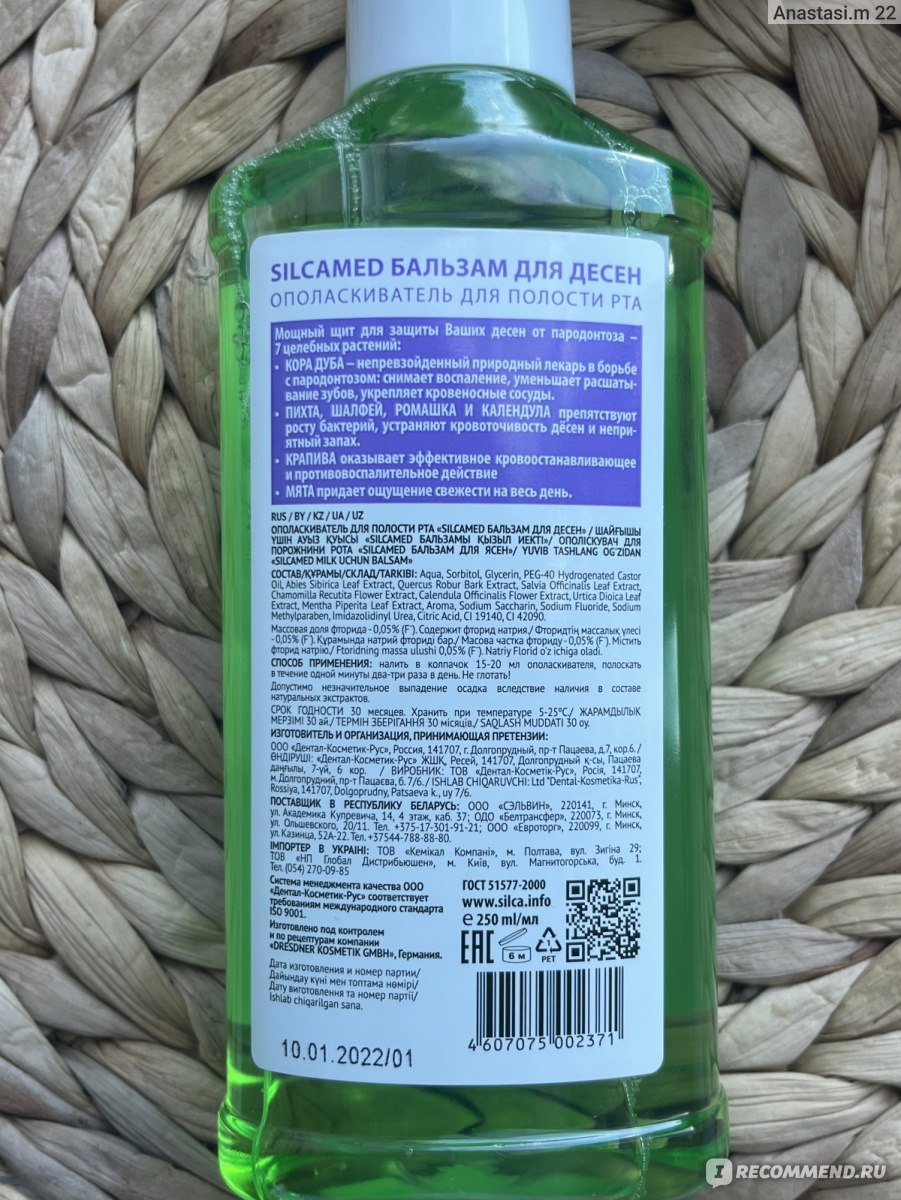 Anastasi.m 22
SILCAMED БАЛЬЗАМ ДЛЯ ДЕСЕН
ОПОЛАСКИВАТЕЛЬ ДЛЯ ПОЛОСТИ РТА
Мощный щит для защиты Ваших десен от пародонтоза –
7 целебных растений:
• КОРА ДУБА – непревзойденный природный лекарь в борьбе
с пародонтозом: снимает воспаление, уменьшает расшаты-
вание зубов, укрепляет кровеносные сосуды.
• ПИХТА, ШАЛФЕЙ, РОМАШКА И КАЛЕНДУЛА препятствуют
росту бактерий, устраняют кровоточивость дёсен и непри-
ятный запах.
• КРАПИВА оказывает эффективное кровоостанавливающее
и противовоспалительное действие
• МЯТА придает ощущение свежести на весь день.
RUS / BY / KZ / UA / UZ
ОПОЛАСКИВАТЕЛЬ ДЛЯ ПОЛОСТИ РТА «SILCAMED БАЛЬЗАМ ДЛЯ ДЕСЕН» / ШАЙҒЫШЫ
ҮШІН АУЫЗ ҚУЫСЫ «SILCAMED БАЛЬЗАМЫ ҚЫЗЫЛ ИЕКТІ»/ ОПОЛІСКУВАЧ ДЛЯ
ПОРОЖНИНИ РОТА «SILCAMED БАЛЬЗАМ ДЛЯ ЯСЕН»/ YUVIB TASHLANG OG'ZIDAN
«SILCAMED MILK UCHUN BALSAM»
СОСТАВ/ҚҰРАМЫ/СКЛАД/TARKIBI: Aqua, Sorbitol, Glycerin, PEG-40 Hydrogenated Castor
Oil, Abies Sibirica Leaf Extract, Quercus Robur Bark Extract, Salvia Officinalis Leaf Extract,
Chamomilla Recutita Flower Extract, Calendula Officinalis Flower Extract, Urtica Dioica Leaf
Extract, Mentha Piperita Leaf Extract, Aroma, Sodium Saccharin, Sodium Fluoride, Sodium
Methylparaben, Imidazolidinyl Urea, Citric Acid, CI 19140, CI 42090.
Массовая доля фторида - 0,05% (F⁻). Содержит фторид натрия./ Фторидтің массалық үлесі
- 0,05% (F⁻). Құрамында натрий фториді бар./ Масова частка фториду - 0,05% (F⁻). Містить
фторид натрію./ Ftoridning massa ulushi 0,05% (F⁻). Natriy Florid o'z ichiga oladi.
СПОСОБ ПРИМЕНЕНИЯ: налить в колпачок 15-20 мл ополаскивателя, полоскать
в течение одной минуты два-три раза в день. Не глотать!
Допустимо незначительное выпадение осадка вследствие наличия в составе
натуральных экстрактов.
СРОК ГОДНОСТИ 30 месяцев. Хранить при температуре 5-25°С./ ЖАРАМДЫЛЫК
МЕРЗІМІ 30 ай./ ТЕРМІН ЗБЕРІГАННЯ 30 місяців./ SAQLASH MUDDATI 30 oy.
ИЗГОТОВИТЕЛЬ И ОРГАНИЗАЦИЯ, ПРИНИМАЮЩАЯ ПРЕТЕНЗИИ:
ООО «Дентал-Косметик-Рус», Россия, 141707, г. Долгопрудный, пр-т Пацаева, д.7, кор.6./
ӨНДІРУШІ: «Дентал-Косметик-Рус» ЖШҚ, Ресей, 141707, Долгопрудный к-сы, Пацаева
даңғылы, 7-үй, 6 кор. / ВИРОБНИК: ТОВ «Дентал-Косметік-Рус», Росія, 141707,
м.Долгопрудний, пр-т Пацаєва, б.7/6. / ISHLAB CHIQARUVCHI: Ltd "Dental-Kosmetika-Rus",
Rossiya, 141707, Dolgoprudny, Patsaeva k., uy 7/6.
ПОСТАВЩИК В РЕСПУБЛИКУ БЕЛАРУСЬ: ООО «СЭЛЬВИН», 220141, г. Минск,
ул. Академика Купревича, 14, 4 этаж, каб. 37; ОДО «Белтрансфер», 220073, г. Минск,
ул. Ольшевского, 20/11. Тел. +375-17-301-91-21; ООО «Евроторг», 220099, г. Минск,
ул. Казинца, 52А-22. Тел.+37544-788-88-80.
ІМПОРТЕР В УКРАЇНІ: ТОВ «Кемікал Компані», м. Полтава, вул. Зигіна 29;
ТОВ «НП Глобал Дистрибьюшен», м. Київ, вул. Магнитогорська, буд. 1.
Тел. (054) 270-09-85
Система менеджмента качества ООО
«Дентал-Косметик-Рус» соответствует
требованиям международного стандарта
ISO 9001.
Изготовлено под контролем
и по рецептурам компании
«DRESDNER KOSMETIK GMBH», Германия.
Дата изготовления и номер партии/
Дайындау күні мен топтама нөмірі/
Дату виготовлення та номер партії/
Ishlab chiqarilgan sana.
10.01.2022/01
ГОСТ 51577-2000
www.silca.info
e 250 ml/мл
EAC
6 м
PET
4 607075 002371
IRECOMMEND.RU